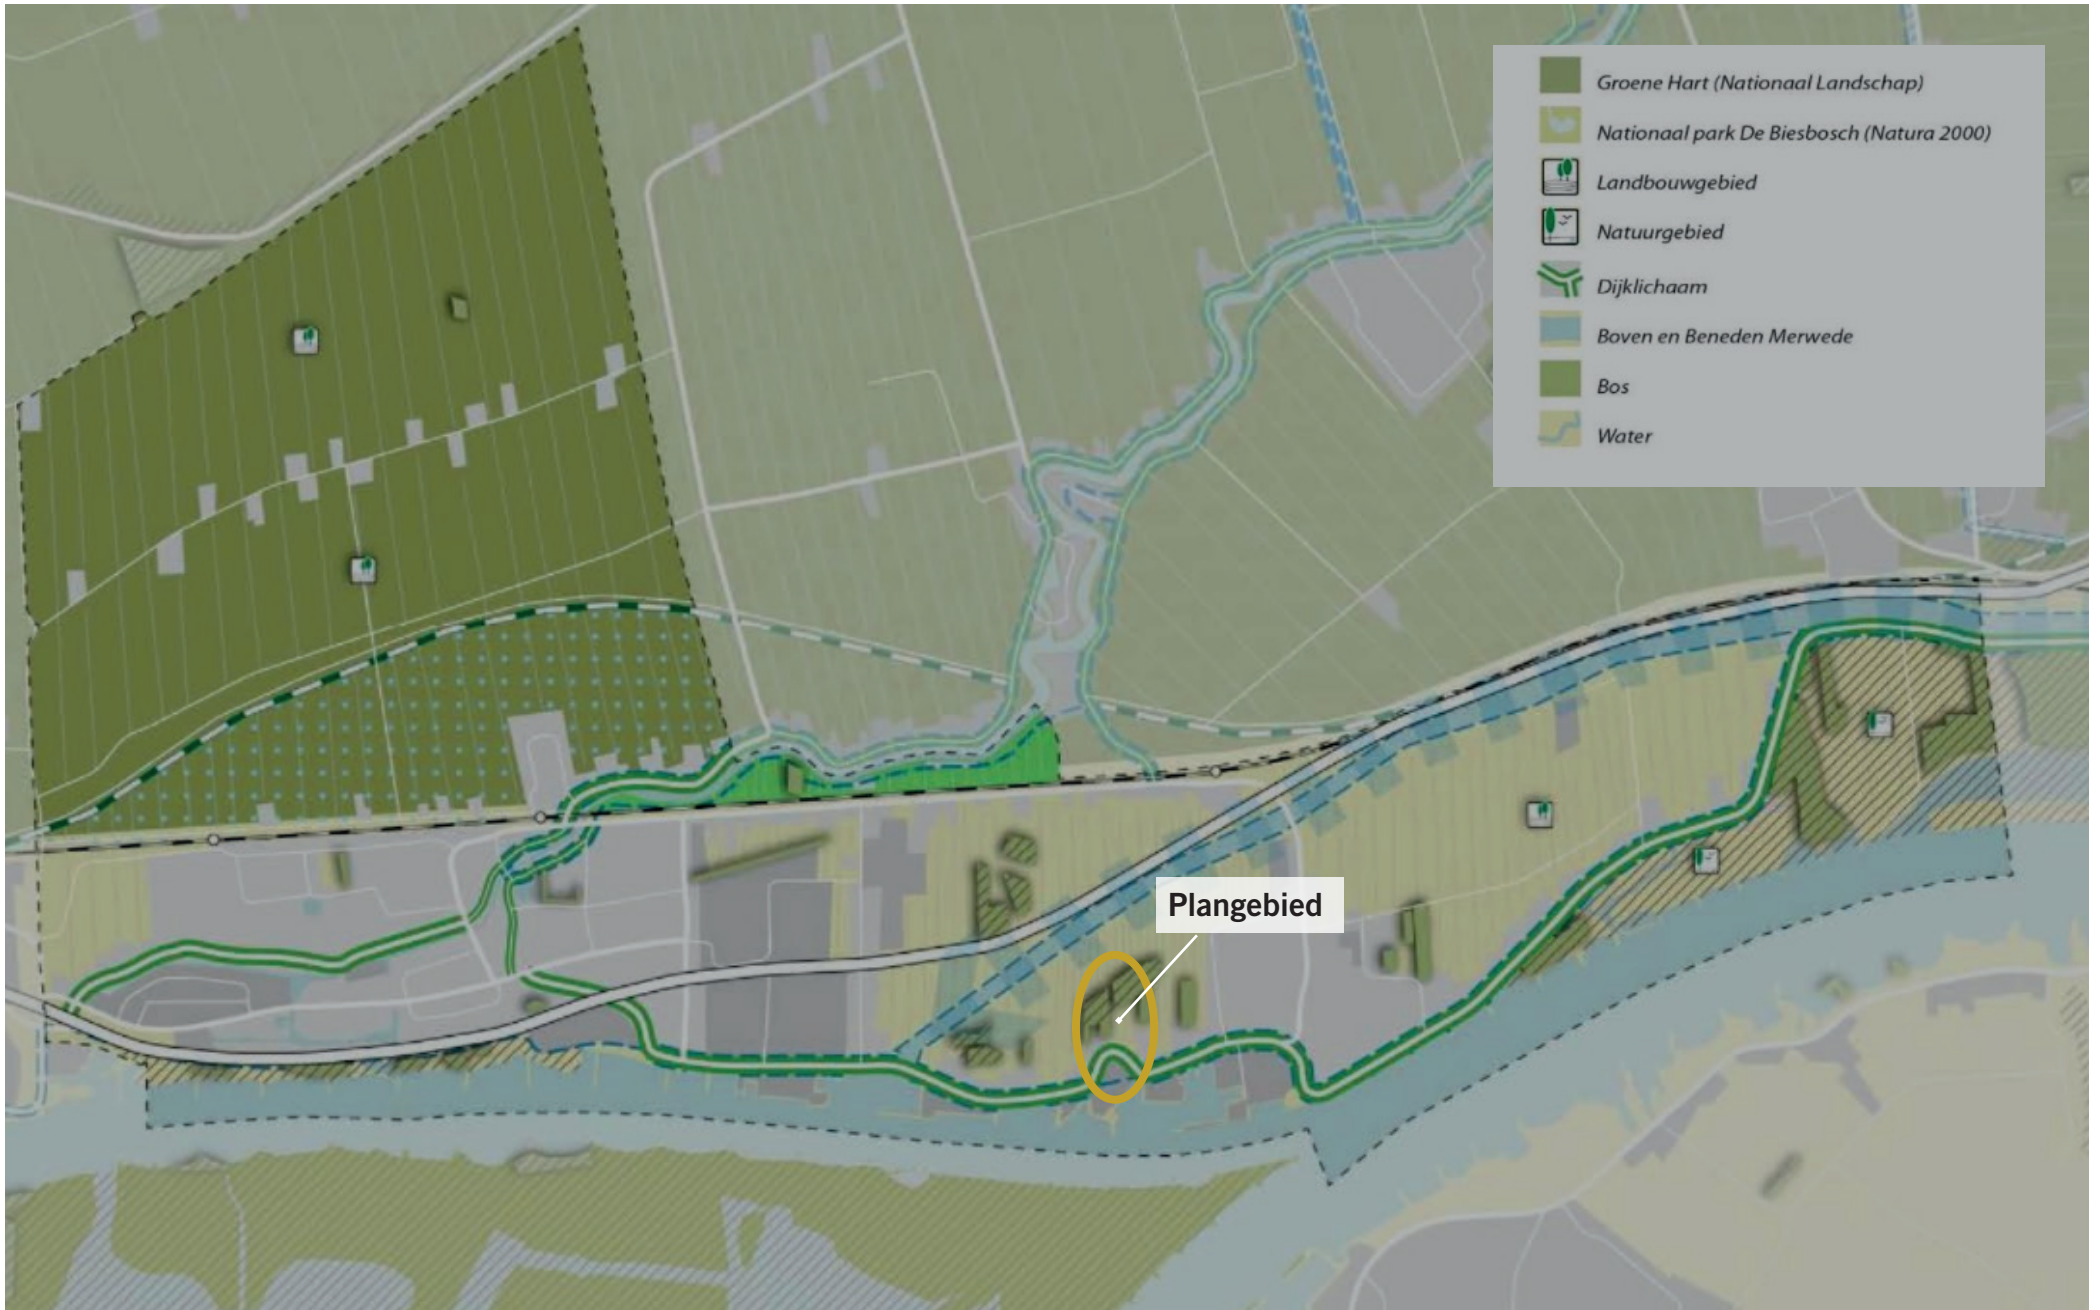 Groene Hart (Nationaal Landschap)
Nationaal park De Biesbosch (Natura 2000)
Landbouwgebied
Natuurgebied
Dijklichaam
Boven en Beneden Merwede
Bos
Water
Plangebied